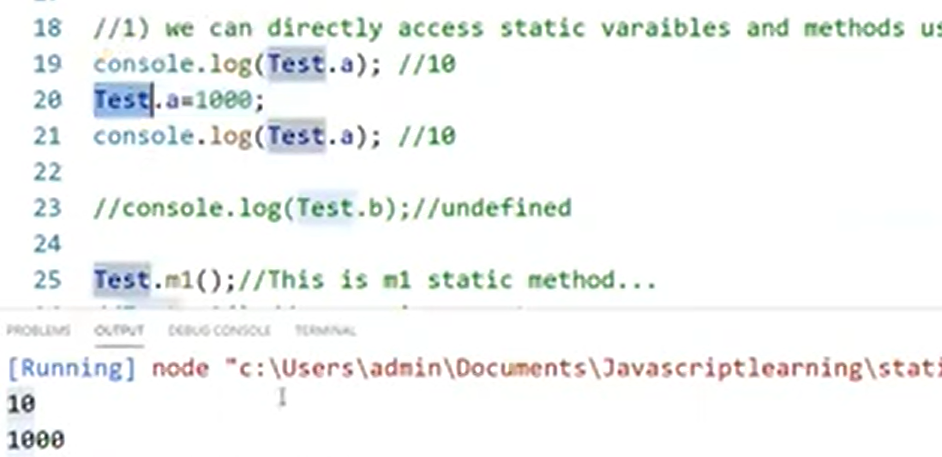 18 //1) we can directly access static varaibles and methods us
19 console.log(Test.a); //10
20 Test.a=1000;
21 console.log(Test.a); //10
22
23 //console.log(Test.b);//undefined
24
25 Test.m1();//This is m1 static method...
PROBLEMS OUTPUT DEBUG CONSOLE TERMINAL
[Running] node "c:\Users\admin\Documents\Javascriptlearning\stati
10
1000